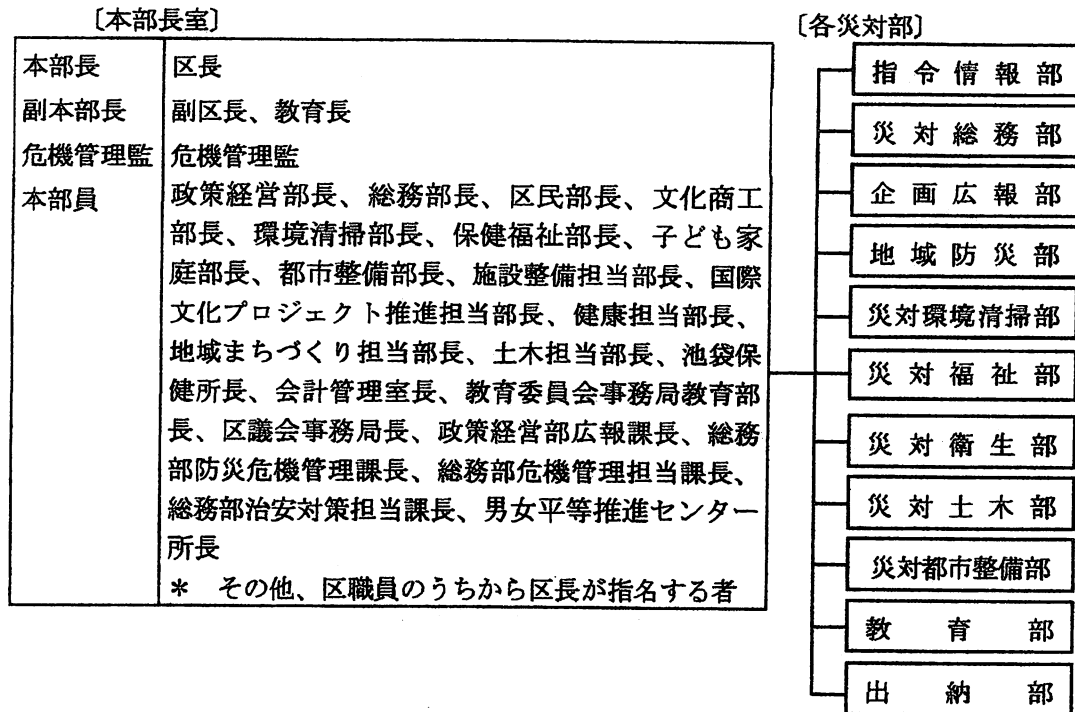 〔本部長室〕
本部長 区長
副本部長 副区長、教育長
危機管理監 危機管理監
本部員 政策経営部長、総務部長、区民部長、文化商工
部長、環境清掃部長、保健福祉部長、子ども家
庭部長、都市整備部長、施設整備担当部長、国際
文化プロジェクト推進担当部長、健康担当部長、
地域まちづくり担当部長、土木担当部長、池袋保
健所長、会計管理室長、教育委員会事務局教育部
長、区議会事務局長、政策経営部広報課長、総務
部防災危機管理課長、総務部危機管理担当課長、
総務部治安対策担当課長、男女平等推進センター
所長
* その他、区職員のうちから区長が指名する者
〔各災対部〕
指令情報部
災対総務部
企画広報部
地域防災部
災対環境清掃部
災対福祉部
災対衛生部
災対土木部
災対都市整備部
教育部
出納部